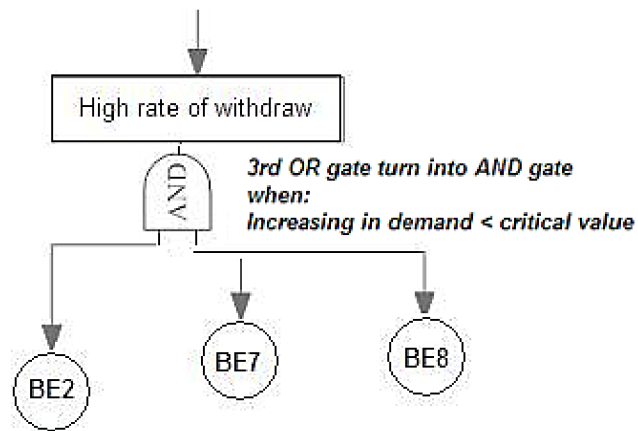 High rate of withdraw
AND
3rd OR gate turn into AND gate
when:
Increasing in demand < critical value
BE2
BE7
BE8